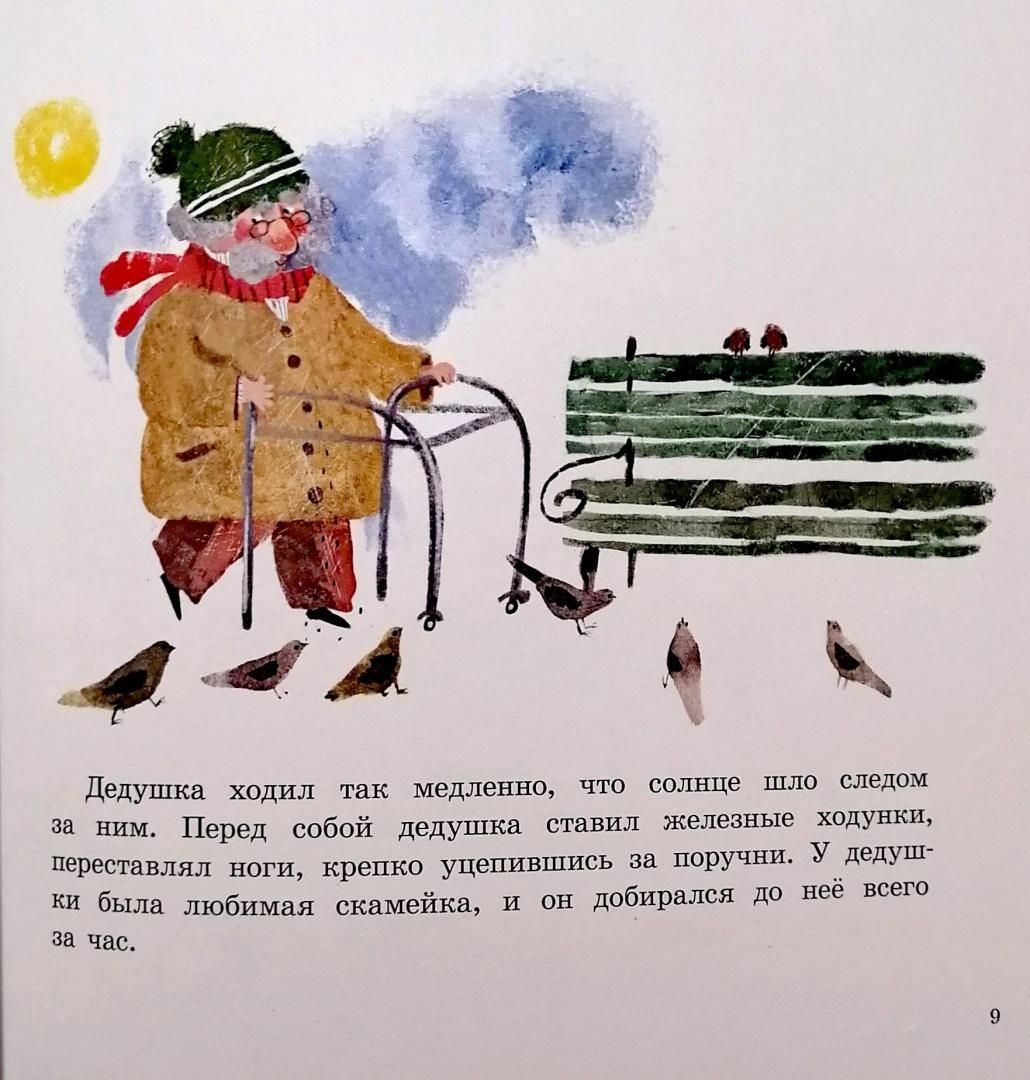 Дедушка ходил так медленно, что солнце шло следом
за ним. Перед собой дедушка ставил железные ходунки,
переставлял ноги, крепко уцепившись за поручни. У дедуш-
ки была любимая скамейка, и он добирался до неё всего
за час.
9